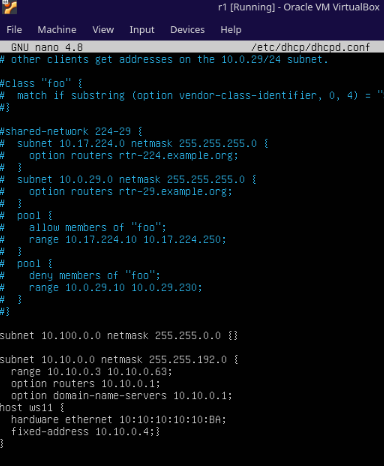 r1 [Running] - Oracle VM VirtualBox
File Machine View Input Devices Help
GNU nano 4.8 /etc/dhcp/dhcpd.conf
# other clients get addresses on the 10.0.29/24 subnet.
#class "foo" {
# match if substring (option vendor-class-identifier, 0, 4) = "
#}
#shared-network 224-29 {
# subnet 10.17.224.0 netmask 255.255.255.0 {
# option routers rtr-224.example.org;
# }
# subnet 10.0.29.0 netmask 255.255.255.0 {
# option routers rtr-29.example.org;
# }
# pool {
# allow members of "foo";
# range 10.17.224.10 10.17.224.250;
# }
# pool {
# deny members of "foo";
# range 10.0.29.10 10.0.29.230;
# }
#}
subnet 10.100.0.0 netmask 255.255.0.0 {}
subnet 10.10.0.0 netmask 255.255.192.0 {
range 10.10.0.3 10.10.0.63;
option routers 10.10.0.1;
option domain-name-servers 10.10.0.1;
host ws11 {
hardware ethernet 10:10:10:10:10:BA;
fixed-address 10.10.0.4;}
}